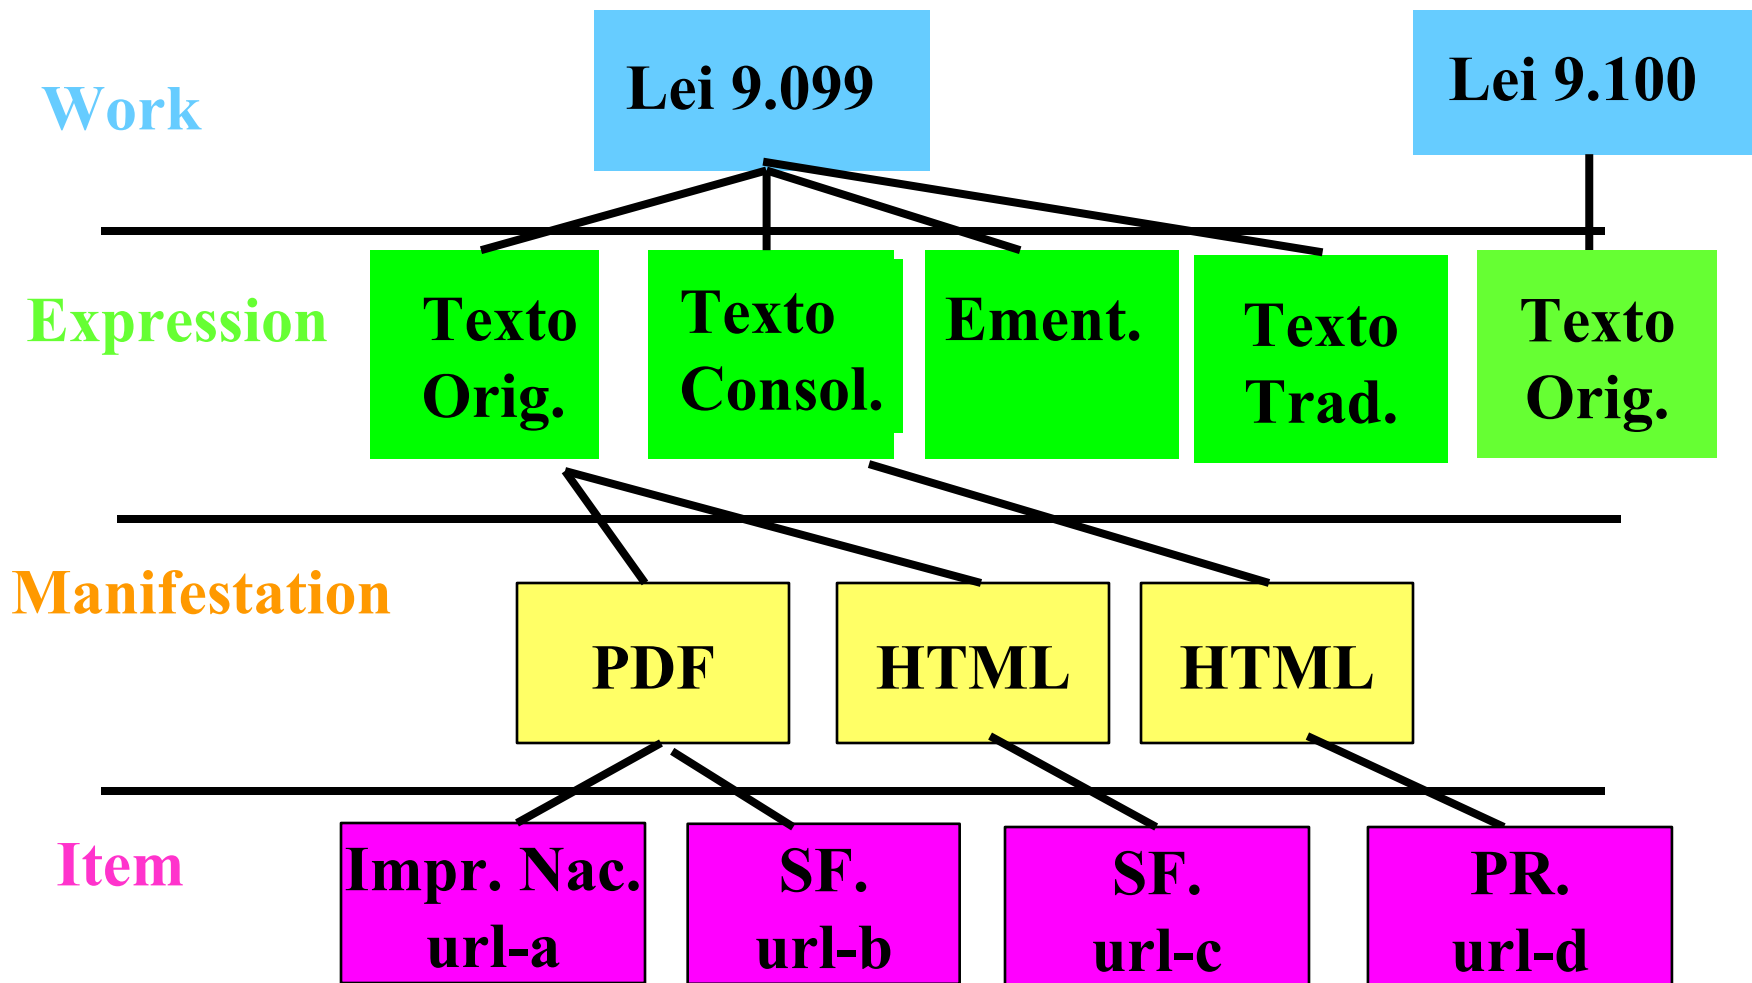 Work
Lei 9.099
Lei 9.100
Expression
Texto
Orig.
Texto
Consol.
Ement.
Texto
Trad.
Texto
Orig.
Manifestation
PDF
HTML
HTML
Item
Impr. Nac.
url-a
SF.
url-b
SF.
url-c
PR.
url-d